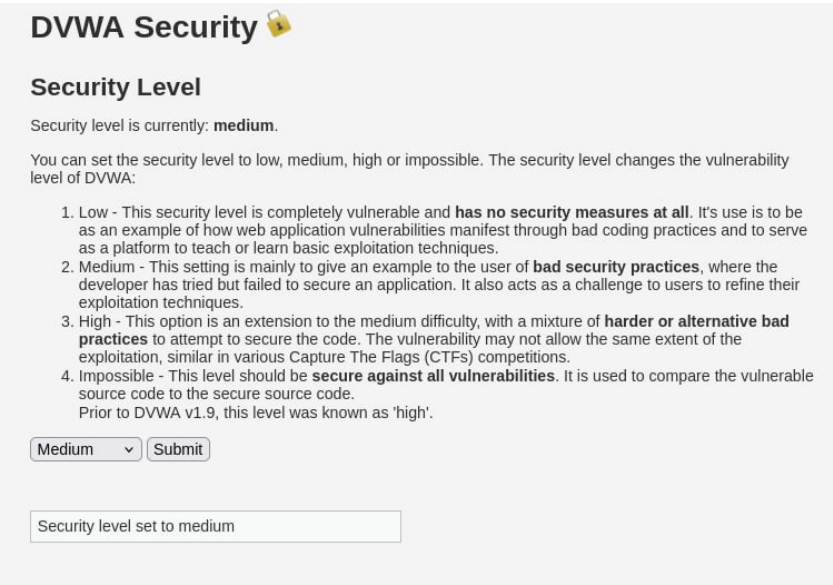 DVWA Security
Security Level
Security level is currently: medium.
You can set the security level to low, medium, high or impossible. The security level changes the vulnerability
level of DVWA:
1. Low - This security level is completely vulnerable and has no security measures at all. It's use is to be
as an example of how web application vulnerabilities manifest through bad coding practices and to serve
as a platform to teach or learn basic exploitation techniques.
2. Medium - This setting is mainly to give an example to the user of bad security practices, where the
developer has tried but failed to secure an application. It also acts as a challenge to users to refine their
exploitation techniques.
3. High - This option is an extension to the medium difficulty, with a mixture of harder or alternative bad
practices to attempt to secure the code. The vulnerability may not allow the same extent of the
exploitation, similar in various Capture The Flags (CTFs) competitions.
4. Impossible - This level should be secure against all vulnerabilities. It is used to compare the vulnerable
source code to the secure source code.
Prior to DVWA v1.9, this level was known as 'high'.
Medium Submit
Security level set to medium